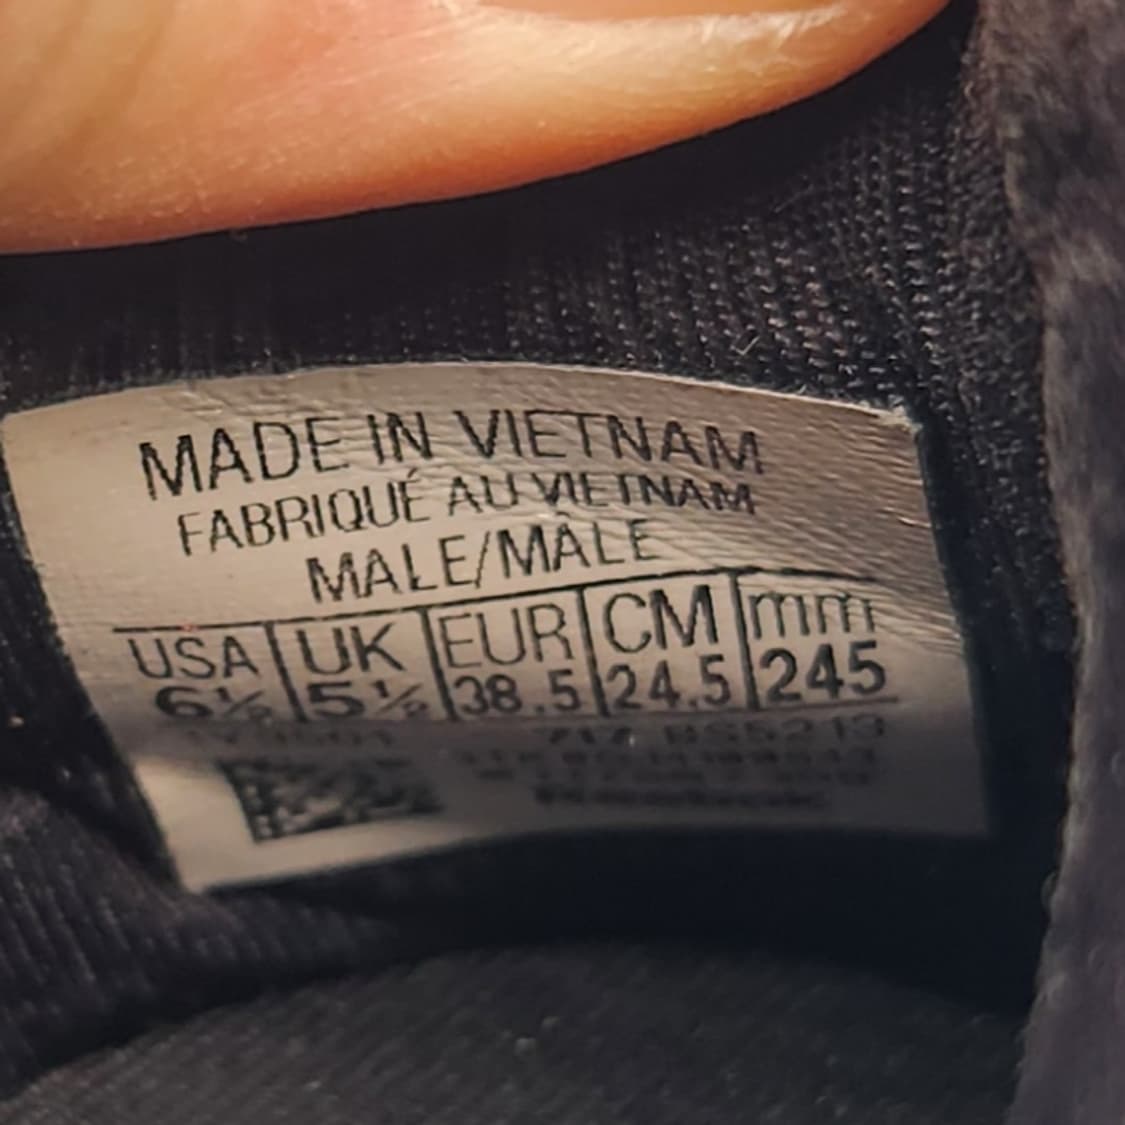 MADE IN VIETNAM
FABRIQUÉ AU VIETNAM
MALE/MÂLE
USA UK EUR CM mm
6½ 5½ 38.5 24.5 245